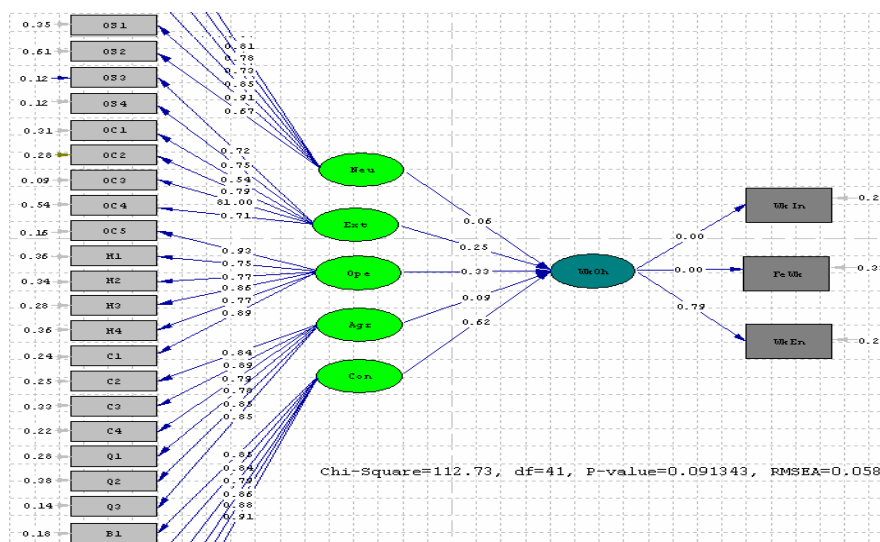 0.35 OS1
0.61 OS2
0.12 OS3
0.12 OS4
0.31 OC1
0.28 OC2
0.09 OC3
0.54 OC4
0.16 OC5
0.36 H1
0.34 H2
0.28 H3
0.36 H4
0.24 C1
0.25 C2
0.33 C3
0.22 C4
0.28 Q1
0.38 Q2
0.14 Q3
0.18 B1
0.81
0.78
0.73
0.85
0.91
0.67
0.72
0.75
0.54
0.79
81.00
0.71
0.93
0.75
0.77
0.86
0.77
0.89
0.84
0.89
0.79
0.78
0.85
0.85
0.84
0.79
0.86
0.88
0.91
Neu
Ext
Ope
Agr
Con
0.06
0.25
0.33
0.09
0.62
WkOh
0.00
0.00
0.79
WkIn
FeWk
WkEn
Chi-Square=112.73, df=41, P-value=0.091343, RMSEA=0.058